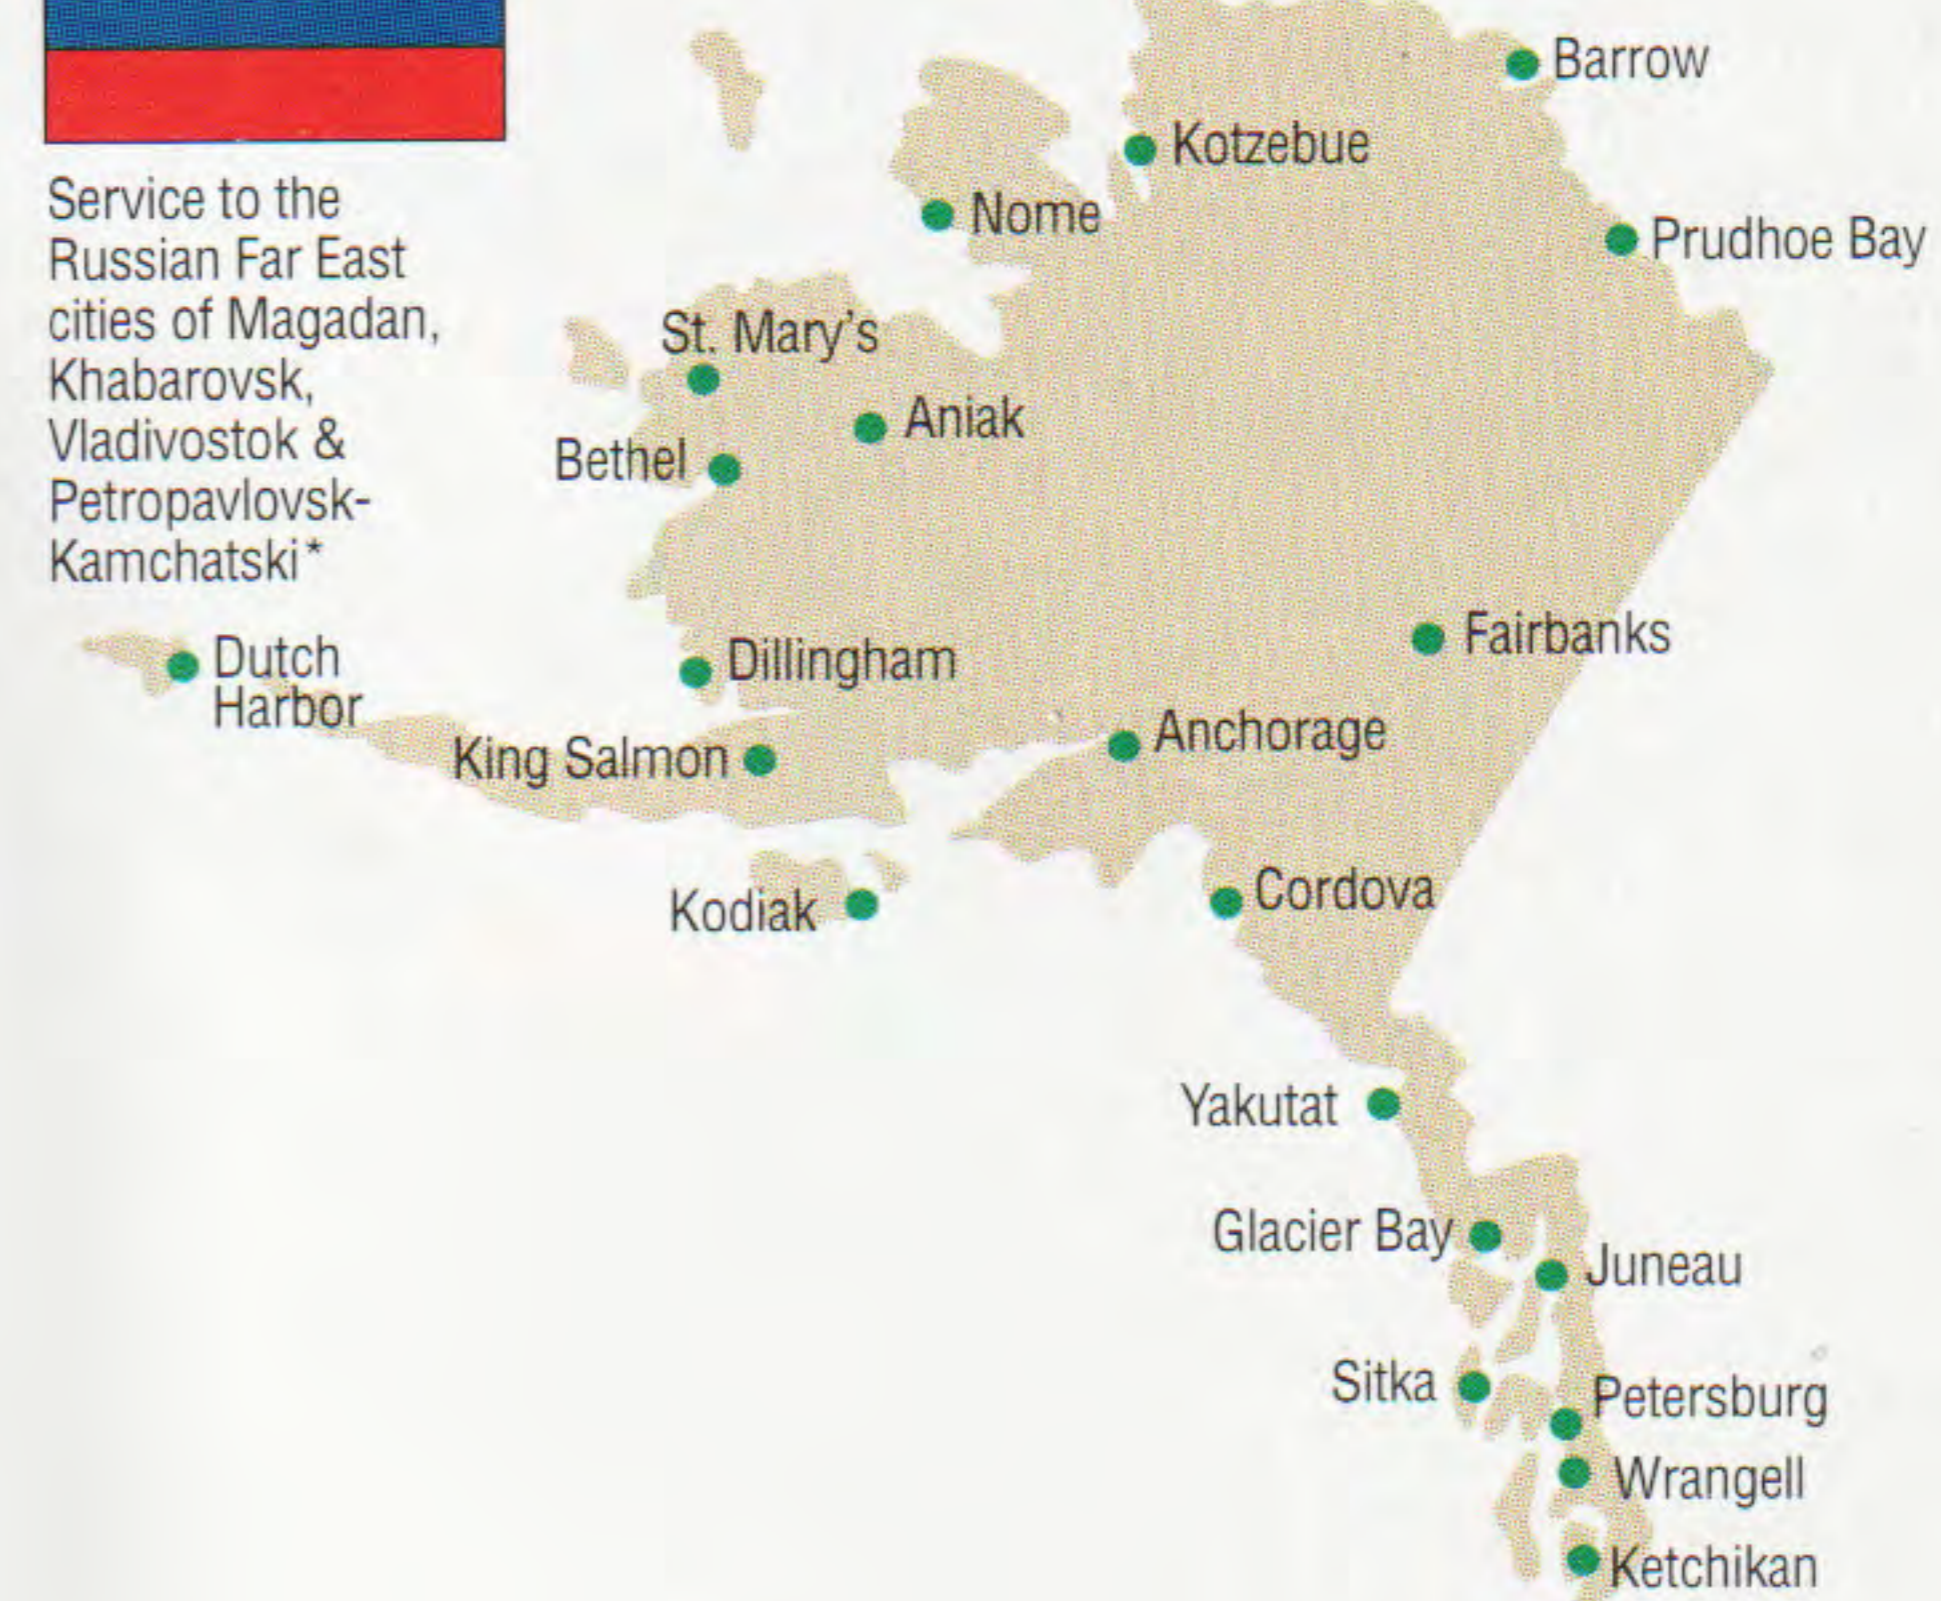 Service to the
Russian Far East
cities of Magadan,
Khabarovsk,
Vladivostok &
Petropavlovsk-
Kamchatski*
Barrow
Kotzebue
Nome
Prudhoe Bay
St. Mary's
Aniak
Bethel
Fairbanks
Dutch
Harbor
Dillingham
Anchorage
King Salmon
Cordova
Kodiak
Yakutat
Glacier Bay
Juneau
Sitka
Petersburg
Wrangell
Ketchikan